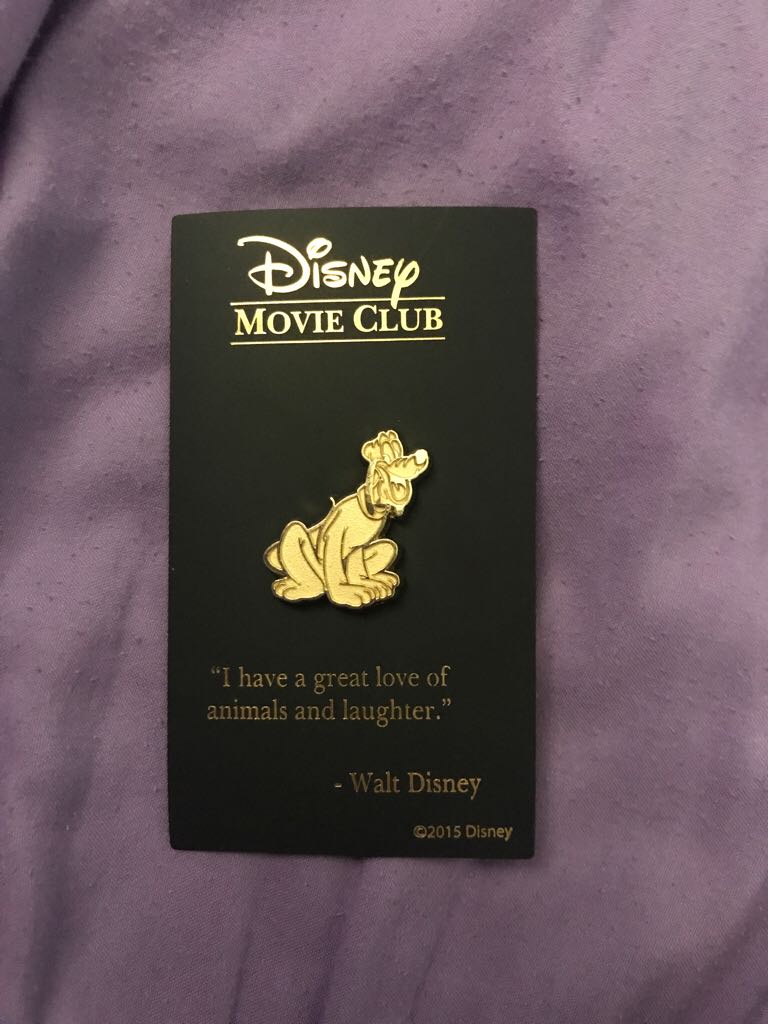 Disney
MOVIE CLUB
“I have a great love of
animals and laughter.”
- Walt Disney
©2015 Disney